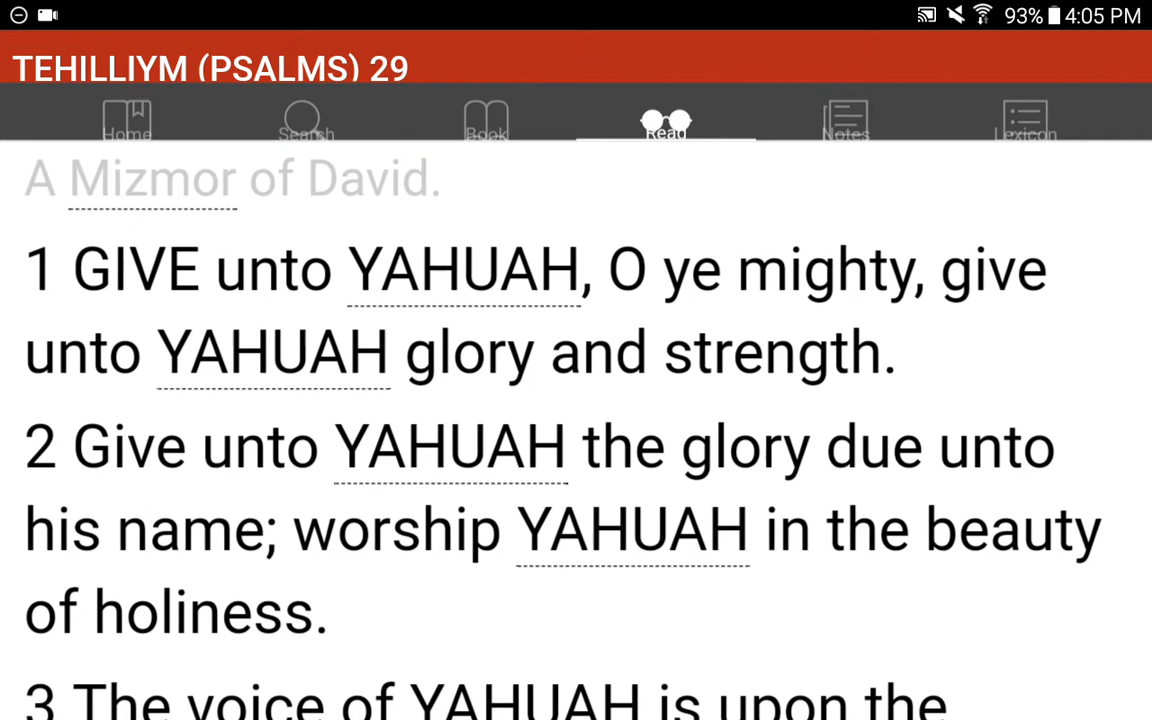 93% 4:05 PM
TEHILLIYM (PSALMS) 29
Home Search Book Read Notes Lexicon
A Mizmor of David.
1 GIVE unto YAHUAH, O ye mighty, give
unto YAHUAH glory and strength.
2 Give unto YAHUAH the glory due unto
his name; worship YAHUAH in the beauty
of holiness.
3 The voice of YAHUAH is upon the